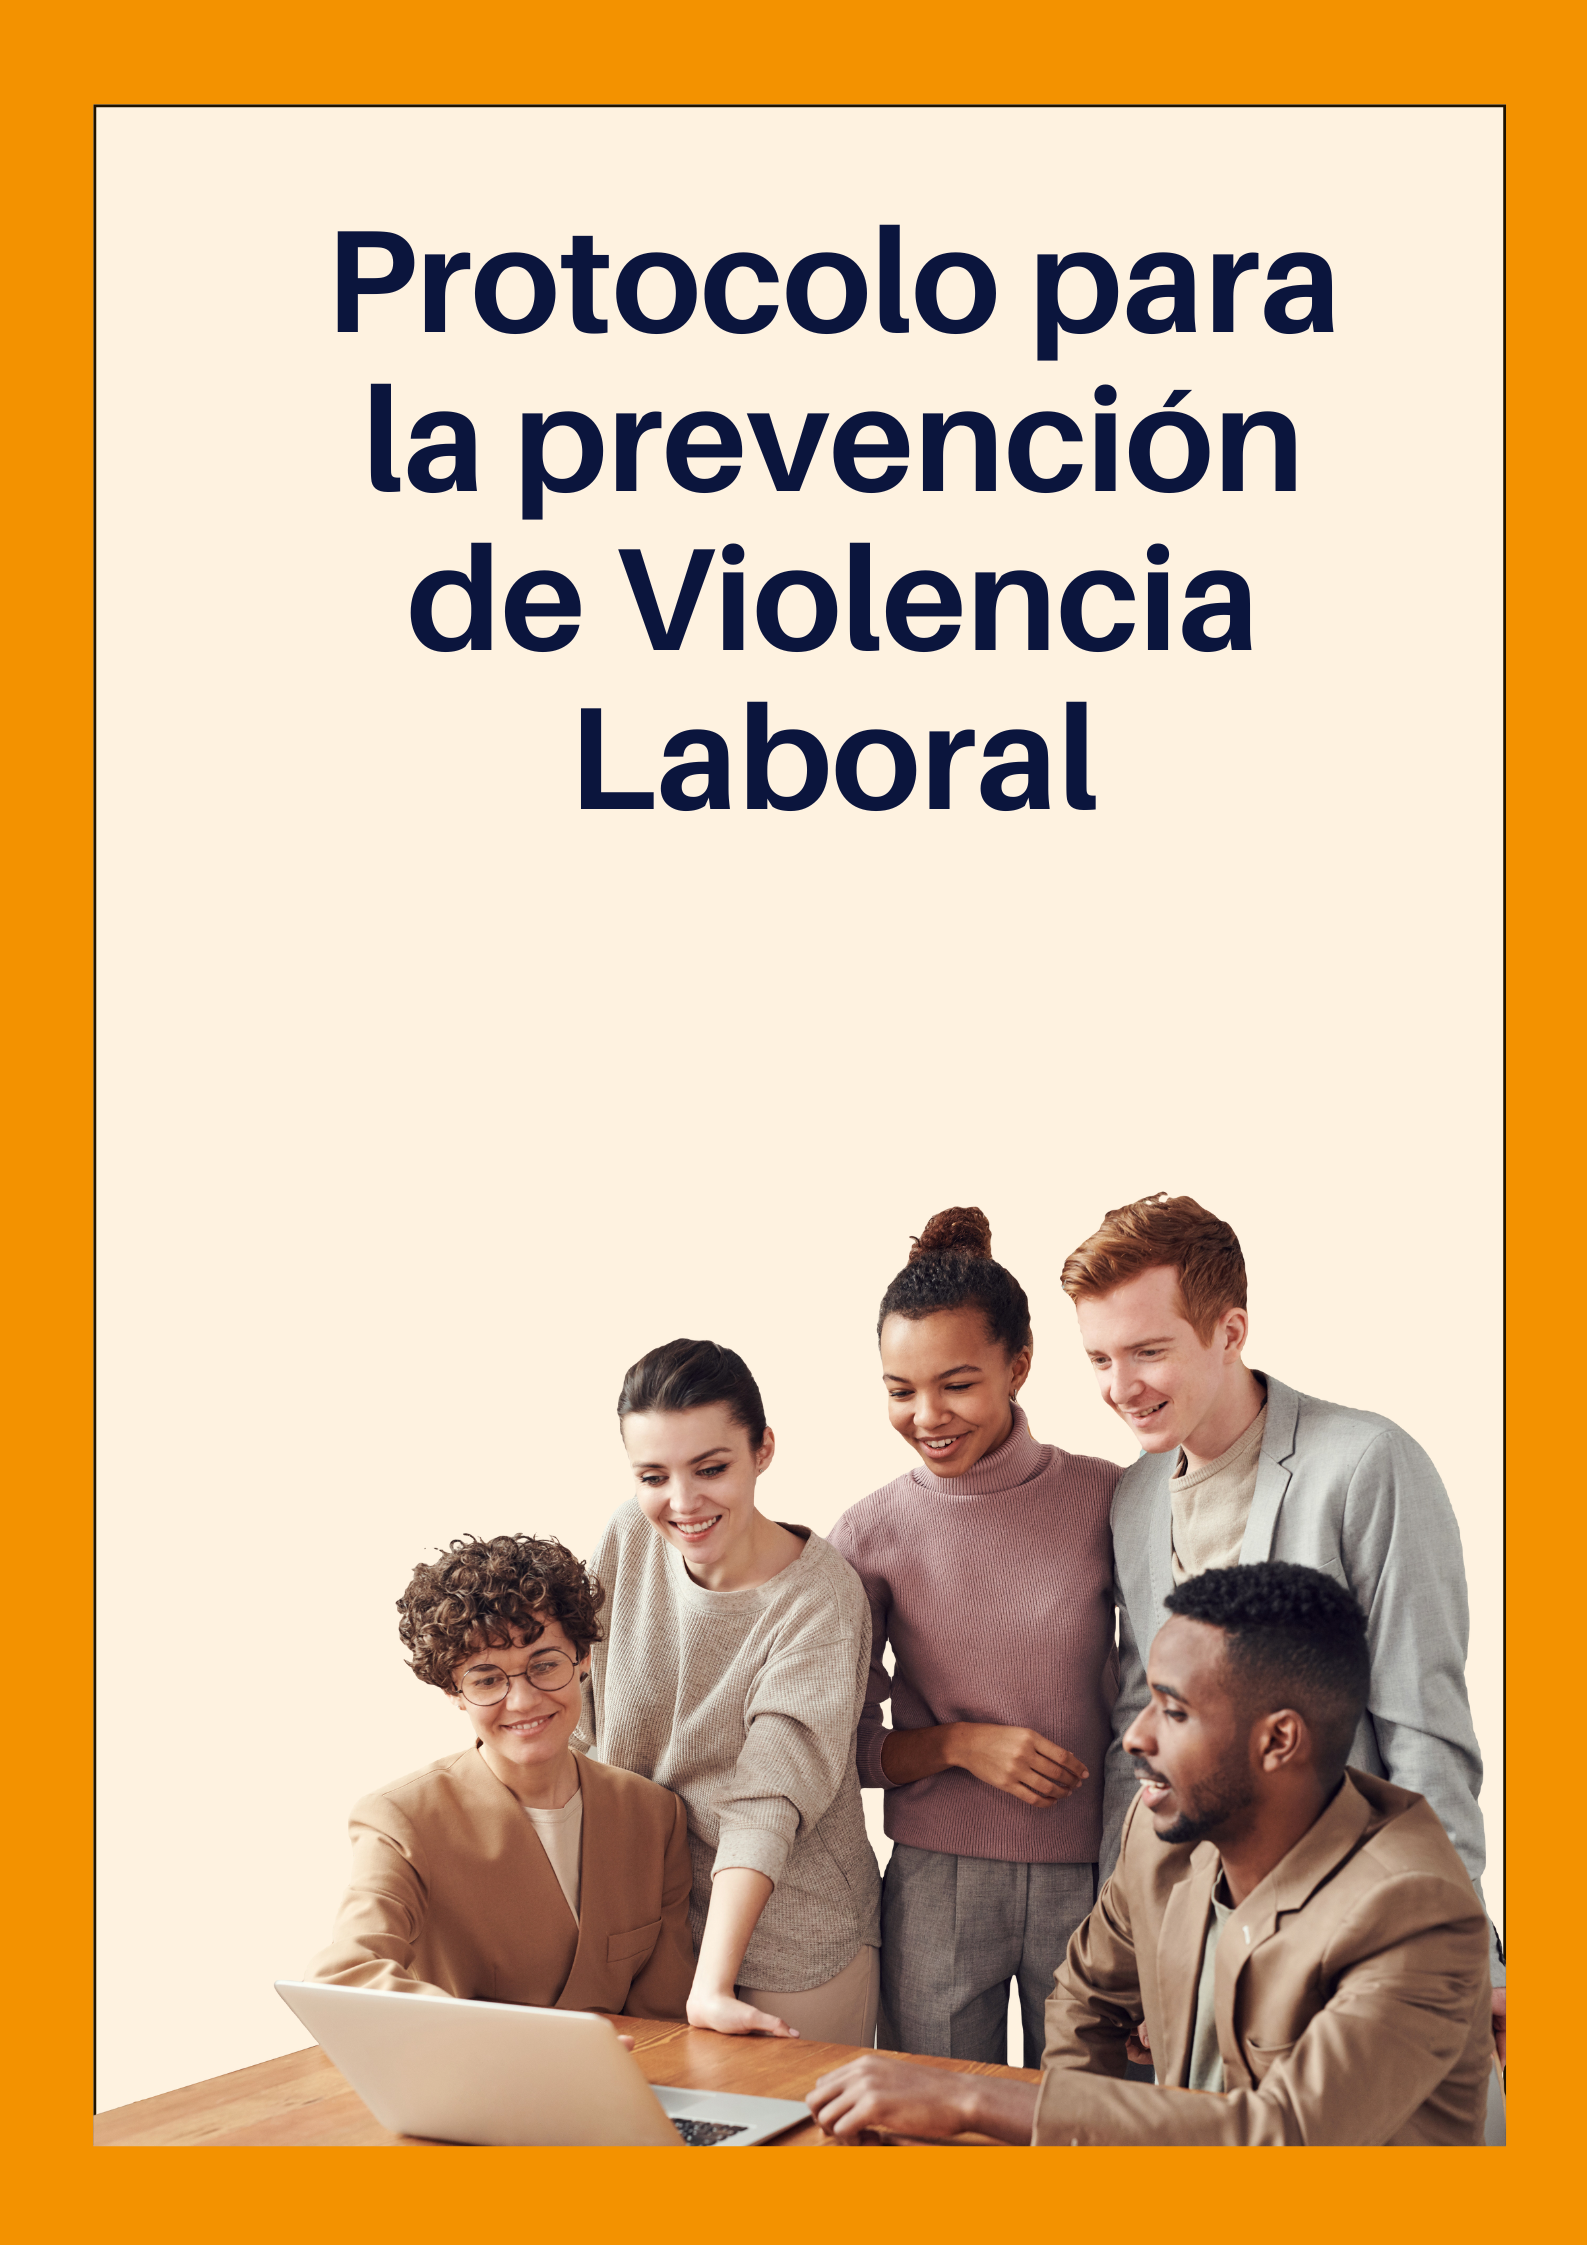 Protocolo para
la prevención
de Violencia
Laboral